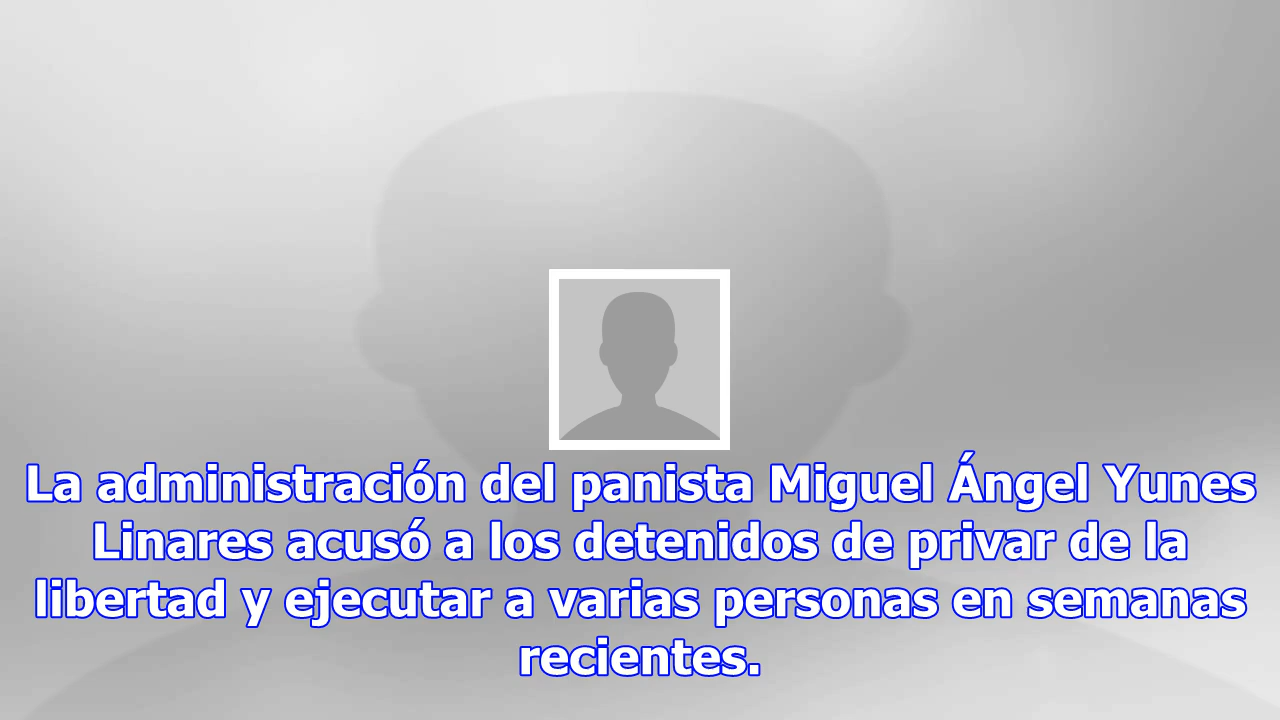 La administración del panista Miguel Ángel Yunes
Linares acusó a los detenidos de privar de la
libertad y ejecutar a varias personas en semanas
recientes.